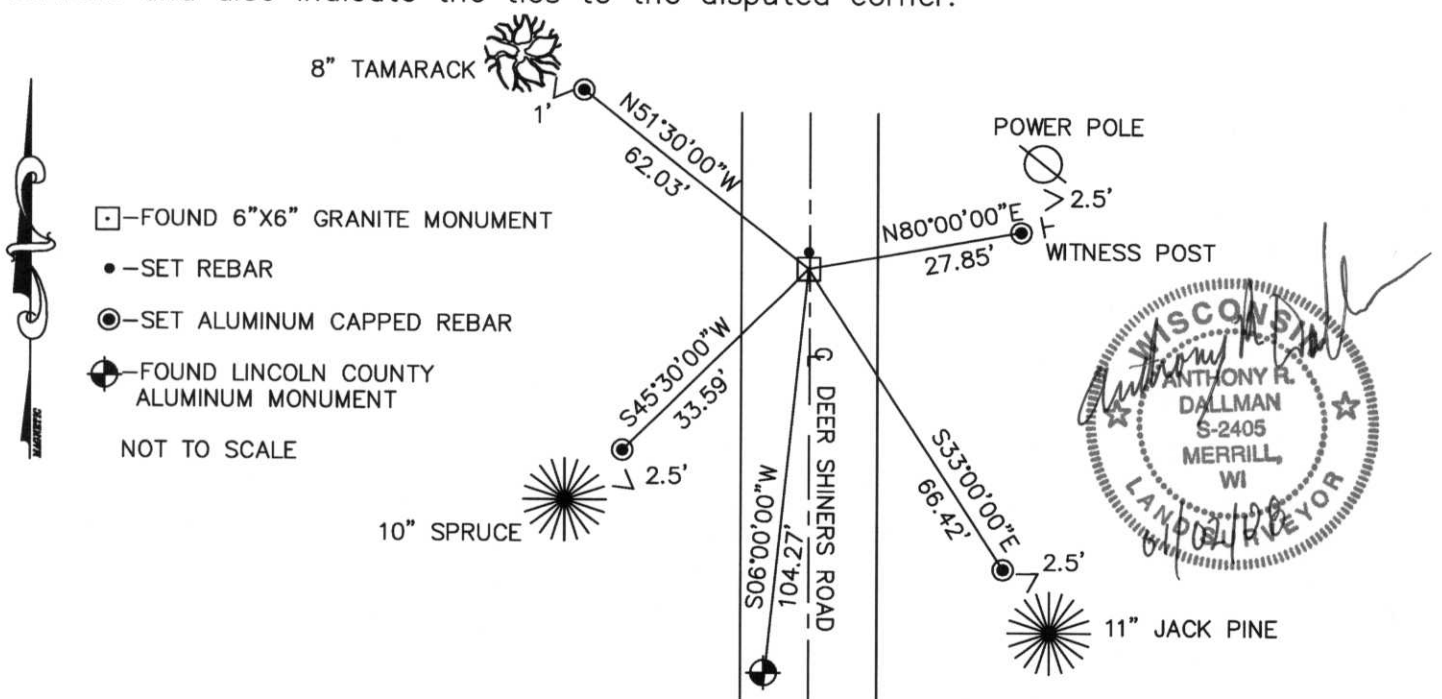 and also indicate the ties to the disputed corner.
8" TAMARACK
1'
N51°30'00"W
62.03'
POWER POLE
2.5'
N80°00'00"E
27.85'
WITNESS POST
⊡-FOUND 6"X6" GRANITE MONUMENT
•-SET REBAR
-SET ALUMINUM CAPPED REBAR
-FOUND LINCOLN COUNTY
ALUMINUM MONUMENT
NOT TO SCALE
MAGNETIC
S45°30'00"W
33.59'
2.5'
10" SPRUCE
S06°00'00"W
104.27'
℄ DEER SHINERS ROAD
S33°00'00"E
66.42'
2.5'
11" JACK PINE
WISCONSIN
ANTHONY R.
DALLMAN
S-2405
MERRILL,
WI
LAND SURVEYOR